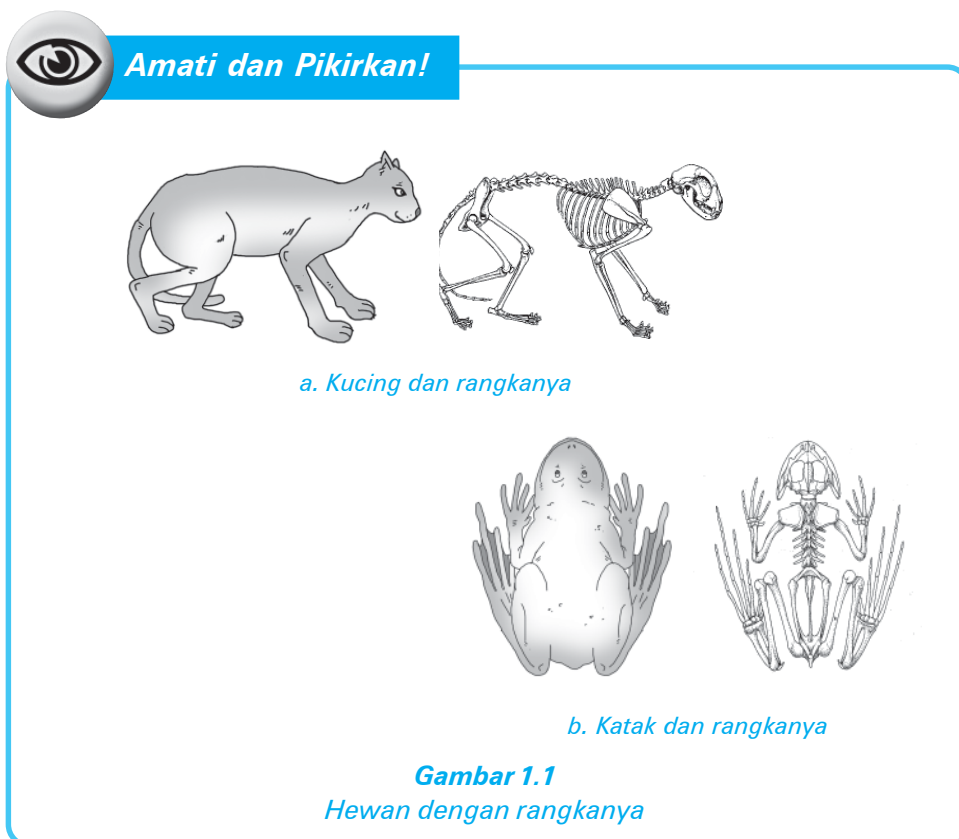 Amati dan Pikirkan!
a. Kucing dan rangkanya
b. Katak dan rangkanya
Gambar 1.1
Hewan dengan rangkanya